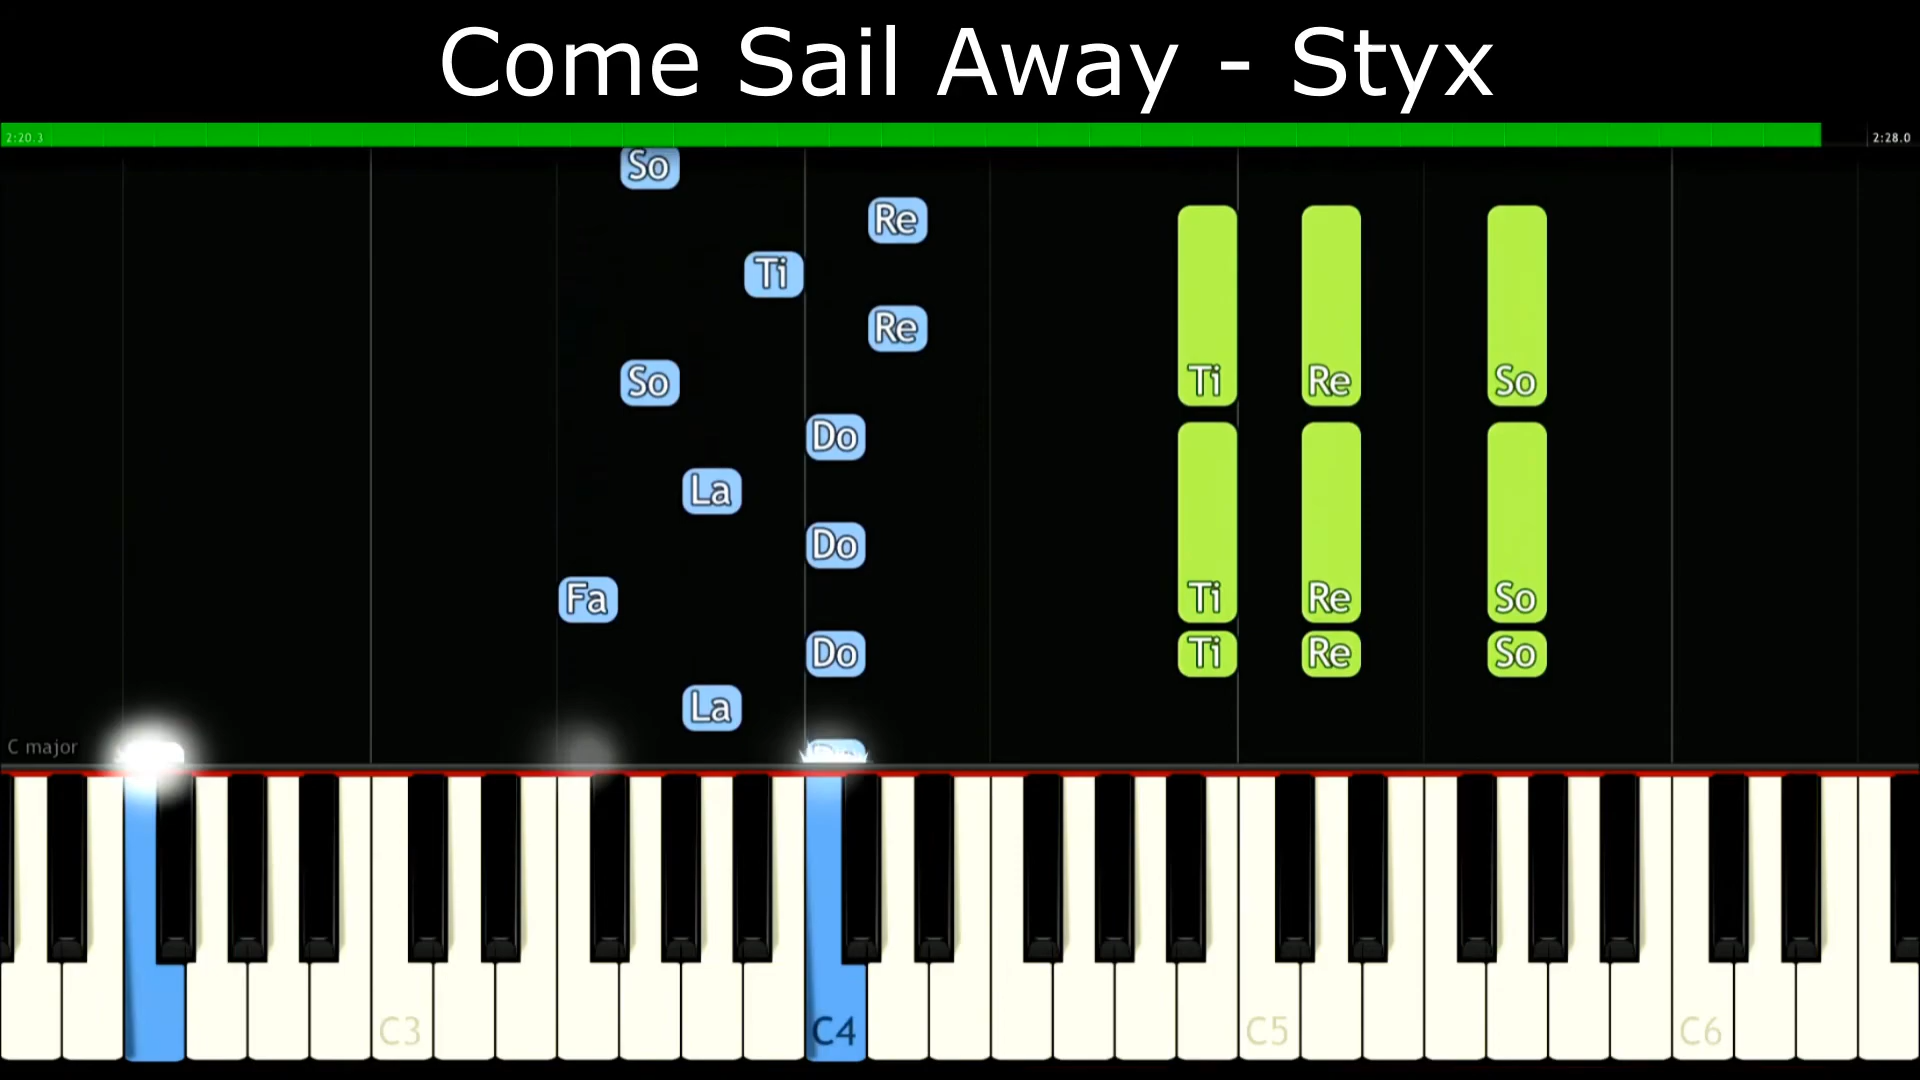 Come Sail Away - Styx
2:20.3 2:28.0
So
Re
Ti
Re
So Ti Re So
Do
La
Do
Fa Ti Re So
Do Ti Re So
La
C major
C3 C4 C5 C6